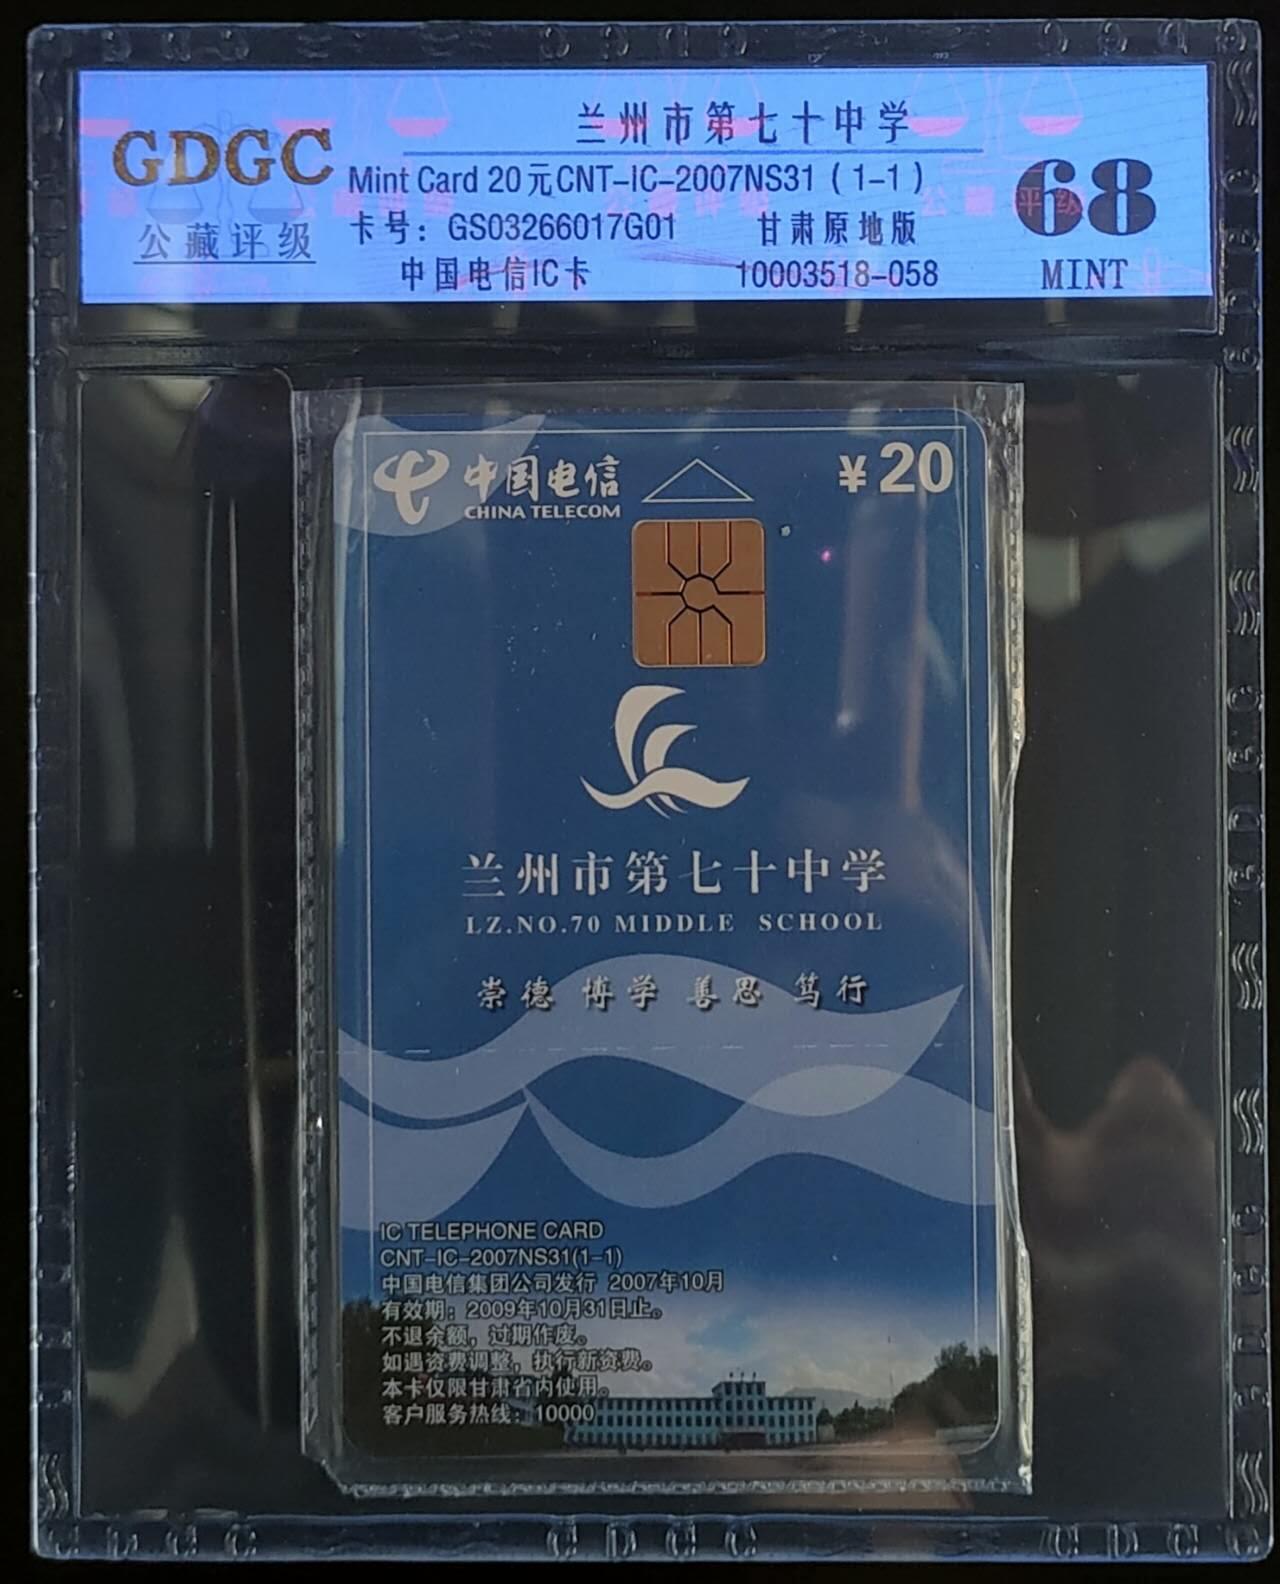 兰州市第七十中学
GDGC
公藏评级
Mint Card 20元CNT-IC-2007NS31(1-1)
卡号：GS03266017G01 甘肃原地版
中国电信IC卡 10003518-058
68
MINT
中国电信
CHINA TELECOM
¥20
兰州市第七十中学
LZ.NO.70 MIDDLE SCHOOL
崇德 博学 善思 笃行
IC TELEPHONE CARD
CNT-IC-2007NS31(1-1)
中国电信集团公司发行 2007年10月
有效期：2009年10月31日止。
不退余额，过期作废。
如遇资费调整，执行新资费。
本卡仅限甘肃省内使用。
客户服务热线：10000